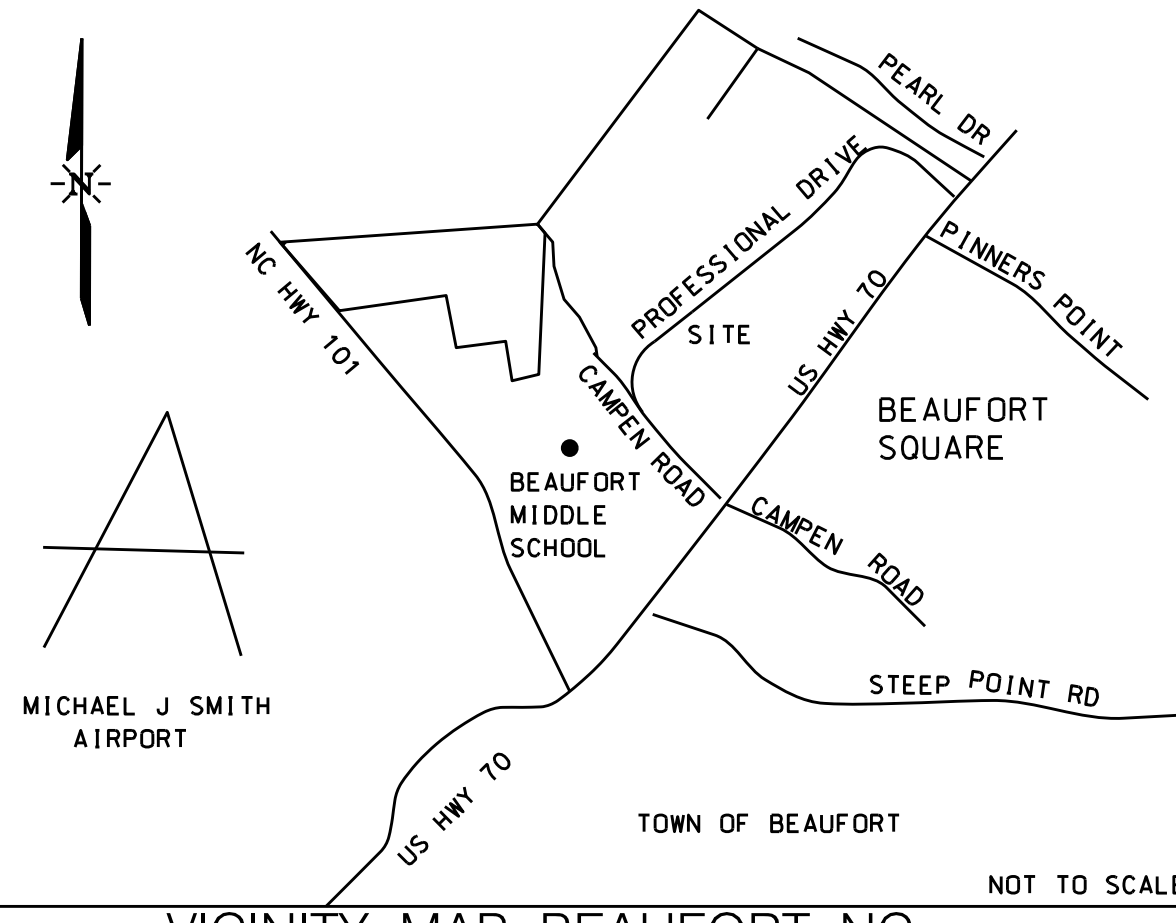 PEARL DR
N
PROFESSIONAL DRIVE
PINNERS POINT
NC HWY 101
SITE
US HWY 70
CAMPEN ROAD
BEAUFORT
SQUARE
BEAUFORT
MIDDLE
SCHOOL
CAMPEN ROAD
STEEP POINT RD
MICHAEL J SMITH
AIRPORT
US HWY 70
TOWN OF BEAUFORT
NOT TO SCALE
VICINITY MAP BEAUFORT NC